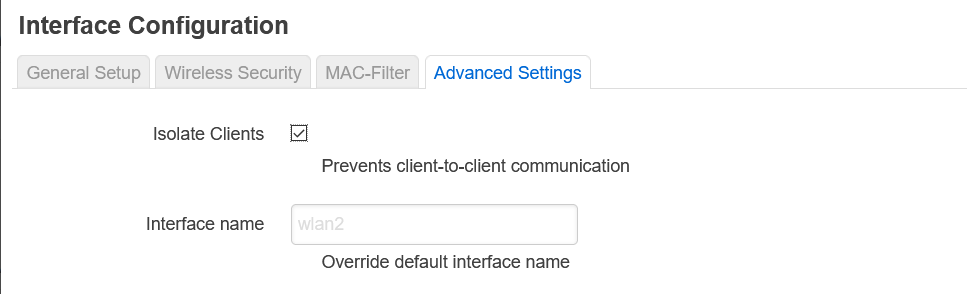 Interface Configuration
General Setup Wireless Security MAC-Filter Advanced Settings
Isolate Clients
Prevents client-to-client communication
Interface name wlan2
Override default interface name